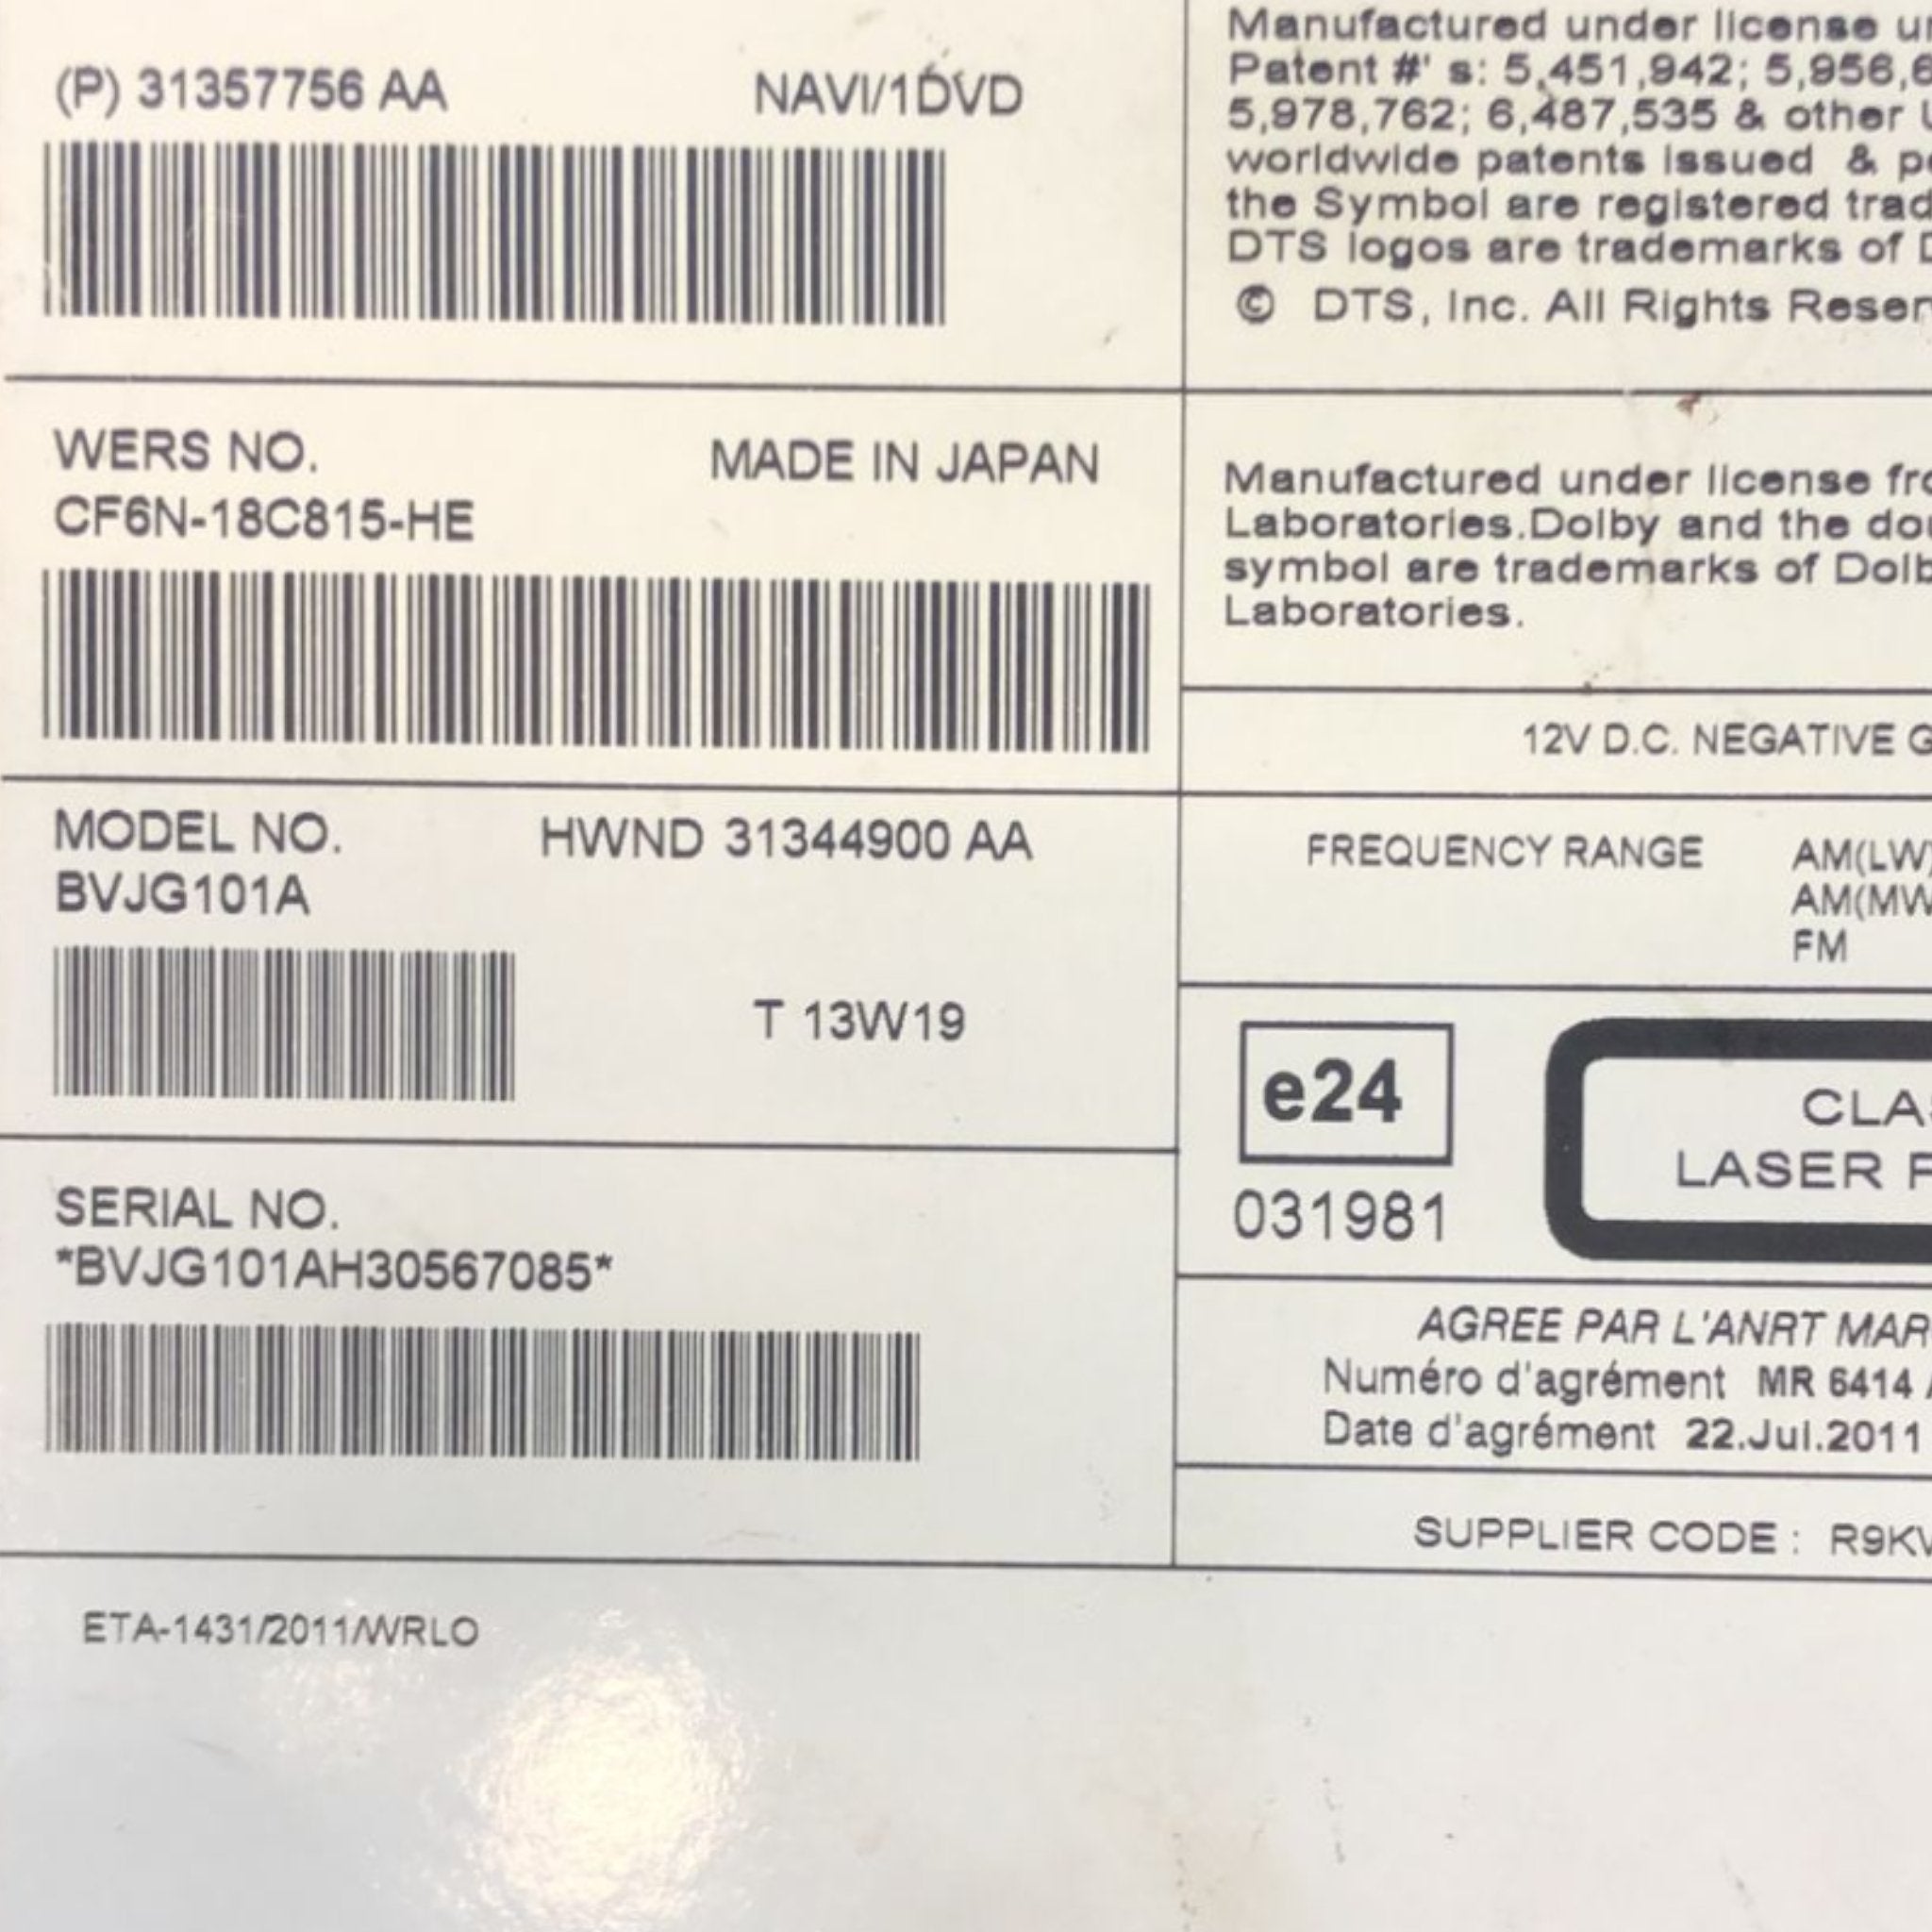 (P) 31357756 AA NAVI/1DVD
WERS NO. MADE IN JAPAN
CF6N-18C815-HE
MODEL NO. HWND 31344900 AA
BVJG101A
T 13W19
SERIAL NO.
*BVJG101AH30567085*
ETA-1431/2011/WRLO
Manufactured under license
Patent #' s: 5,451,942;
5,978,762; 6,487,535 & other
worldwide patents issued &
the Symbol are registered
DTS logos are trademarks of
© DTS, Inc. All Rights
Manufactured under license
Laboratories.Dolby and the
symbol are trademarks of
Laboratories.
12V D.C. NEGATIVE
FREQUENCY RANGE AM(LW)
AM(MW
FM
e24
031981
LASER
AGREE PAR L'ANRT
Numéro d'agrément MR 6414
Date d'agrément 22.Jul.2011
SUPPLIER CODE :